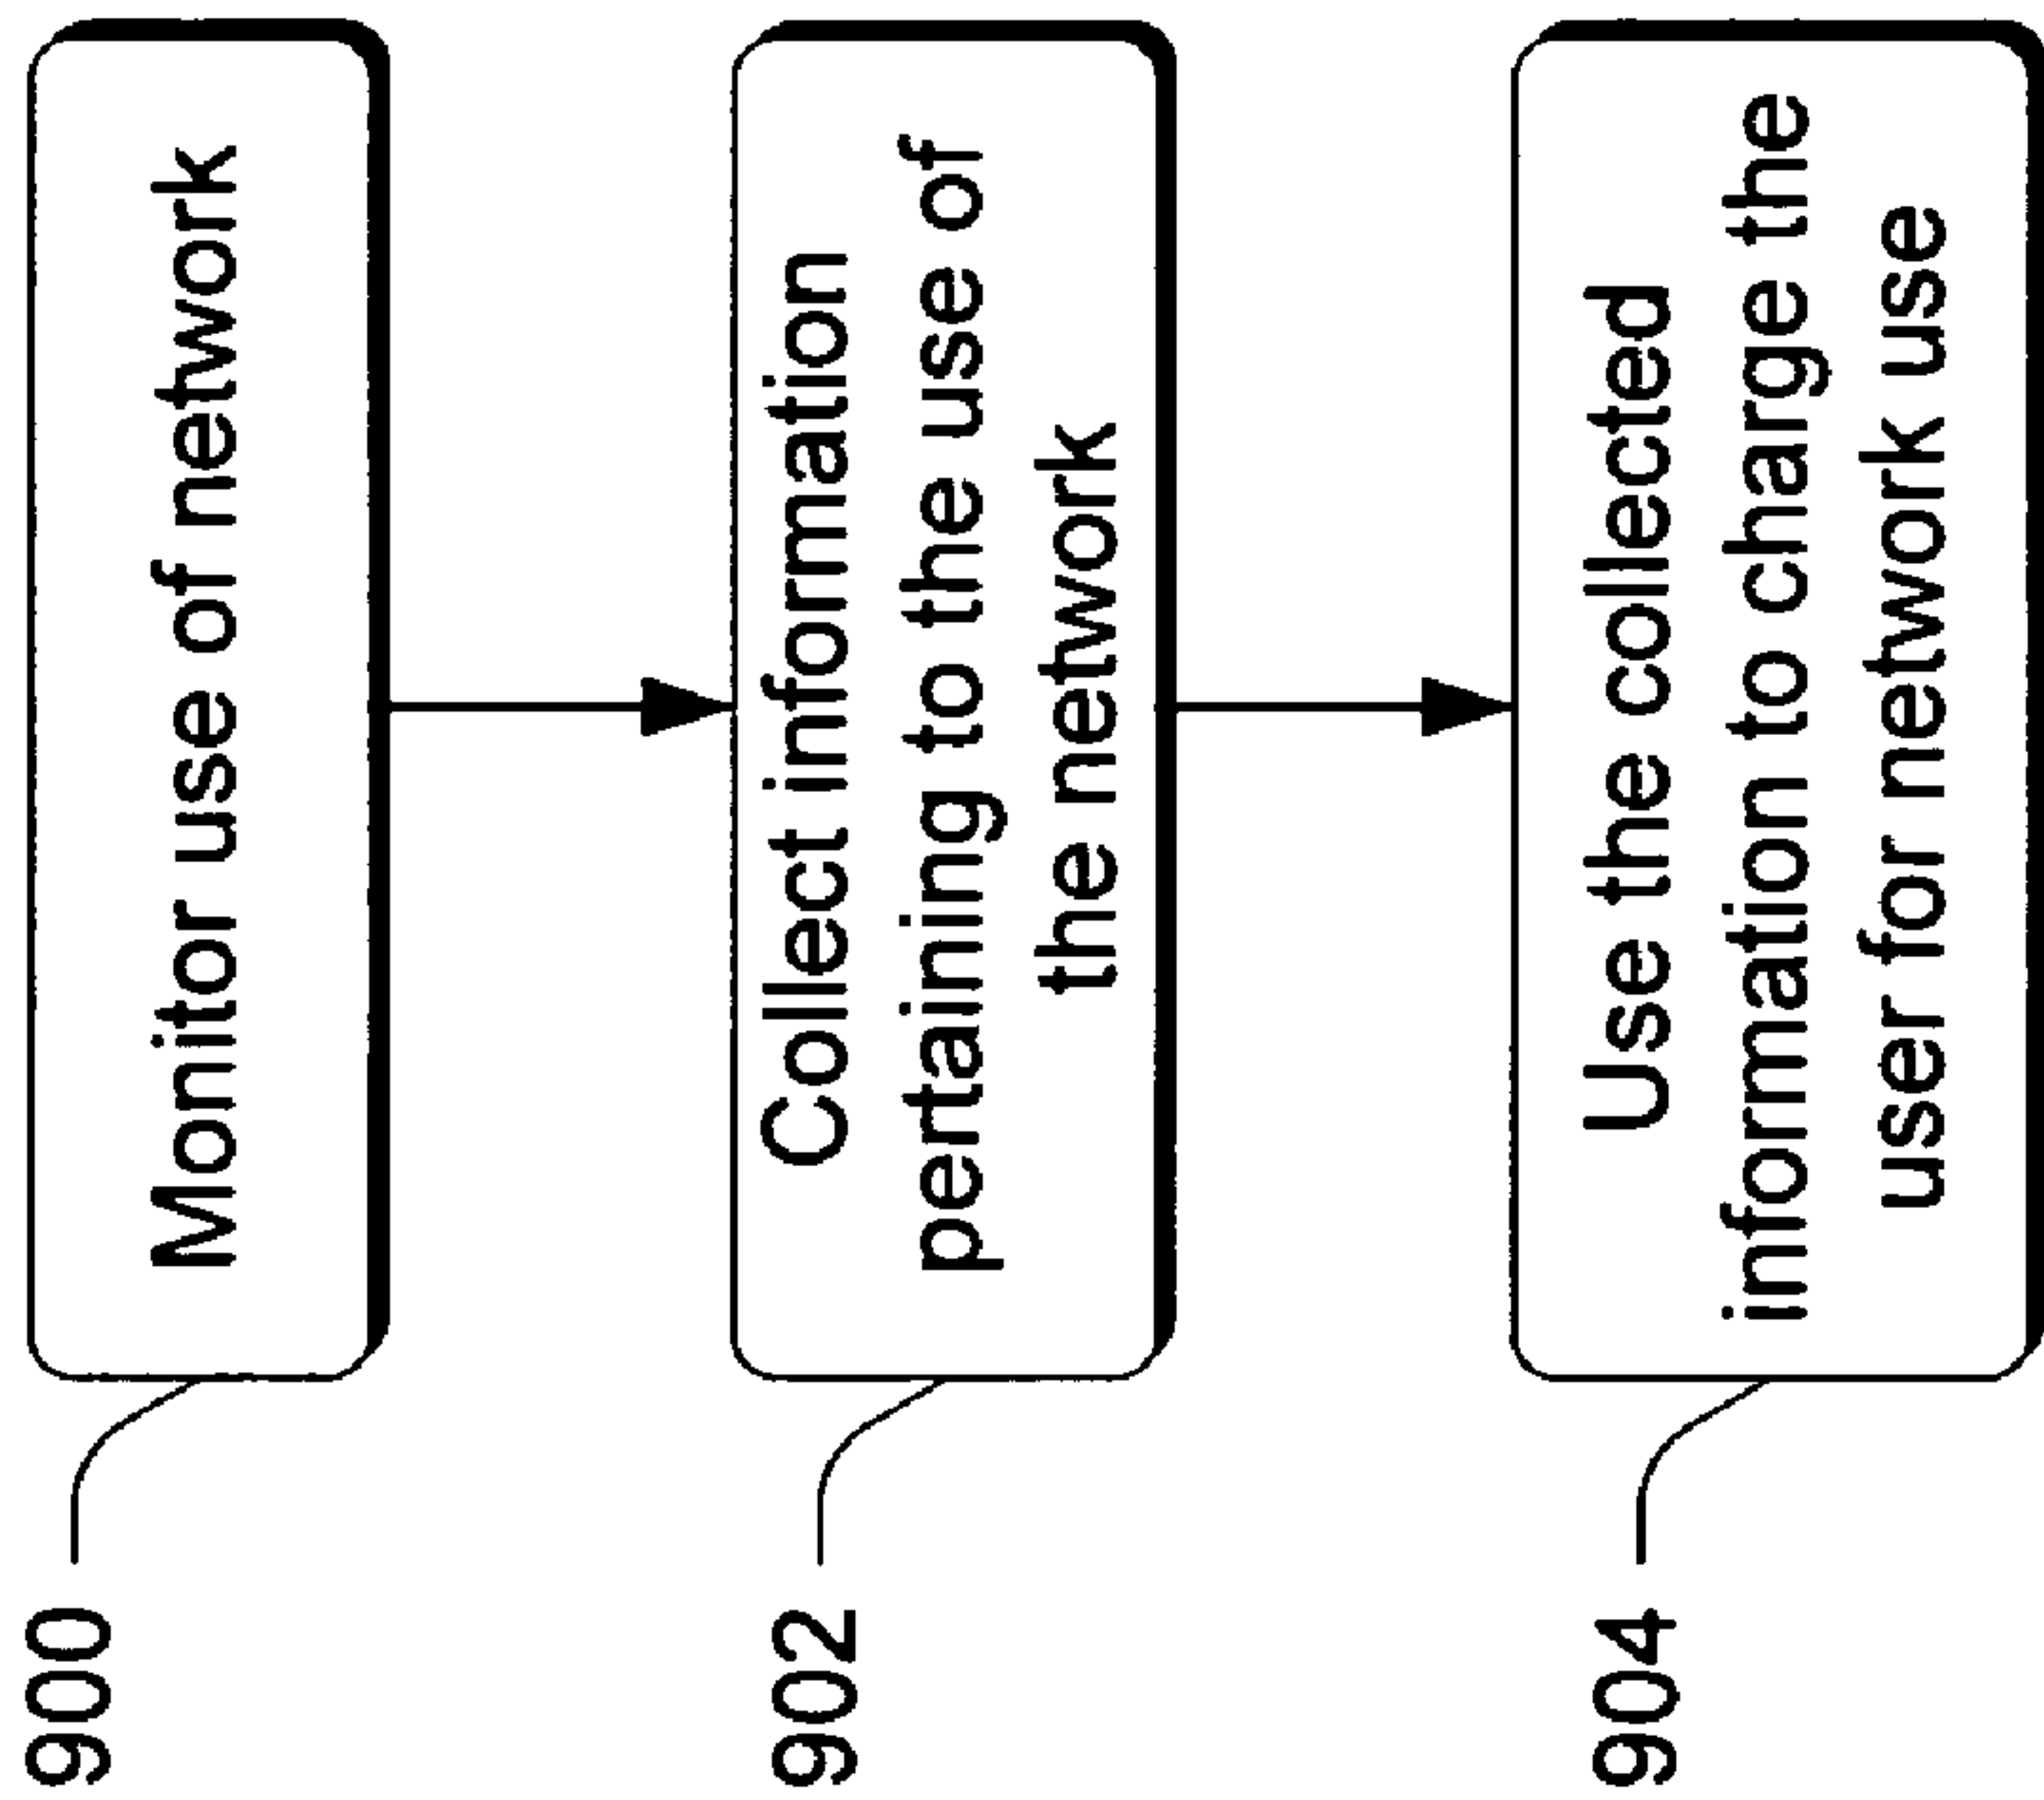 900
Monitor use of network
902
Collect information
pertaining to the use of
the network
904
Use the collected
information to charge the
user for network use